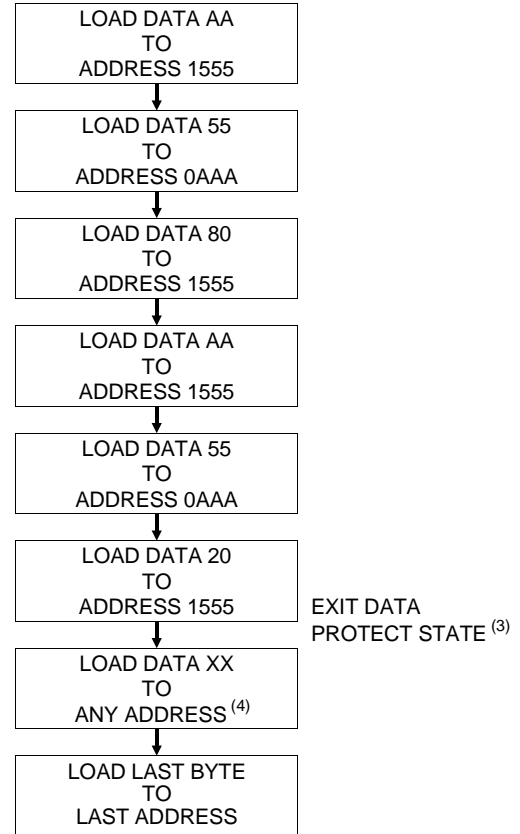 LOAD DATA AA
TO
ADDRESS 1555
LOAD DATA 55
TO
ADDRESS 0AAA
LOAD DATA 80
TO
ADDRESS 1555
LOAD DATA AA
TO
ADDRESS 1555
LOAD DATA 55
TO
ADDRESS 0AAA
LOAD DATA 20
TO
ADDRESS 1555
EXIT DATA
PROTECT STATE (3)
LOAD DATA XX
TO
ANY ADDRESS (4)
LOAD LAST BYTE
TO
LAST ADDRESS